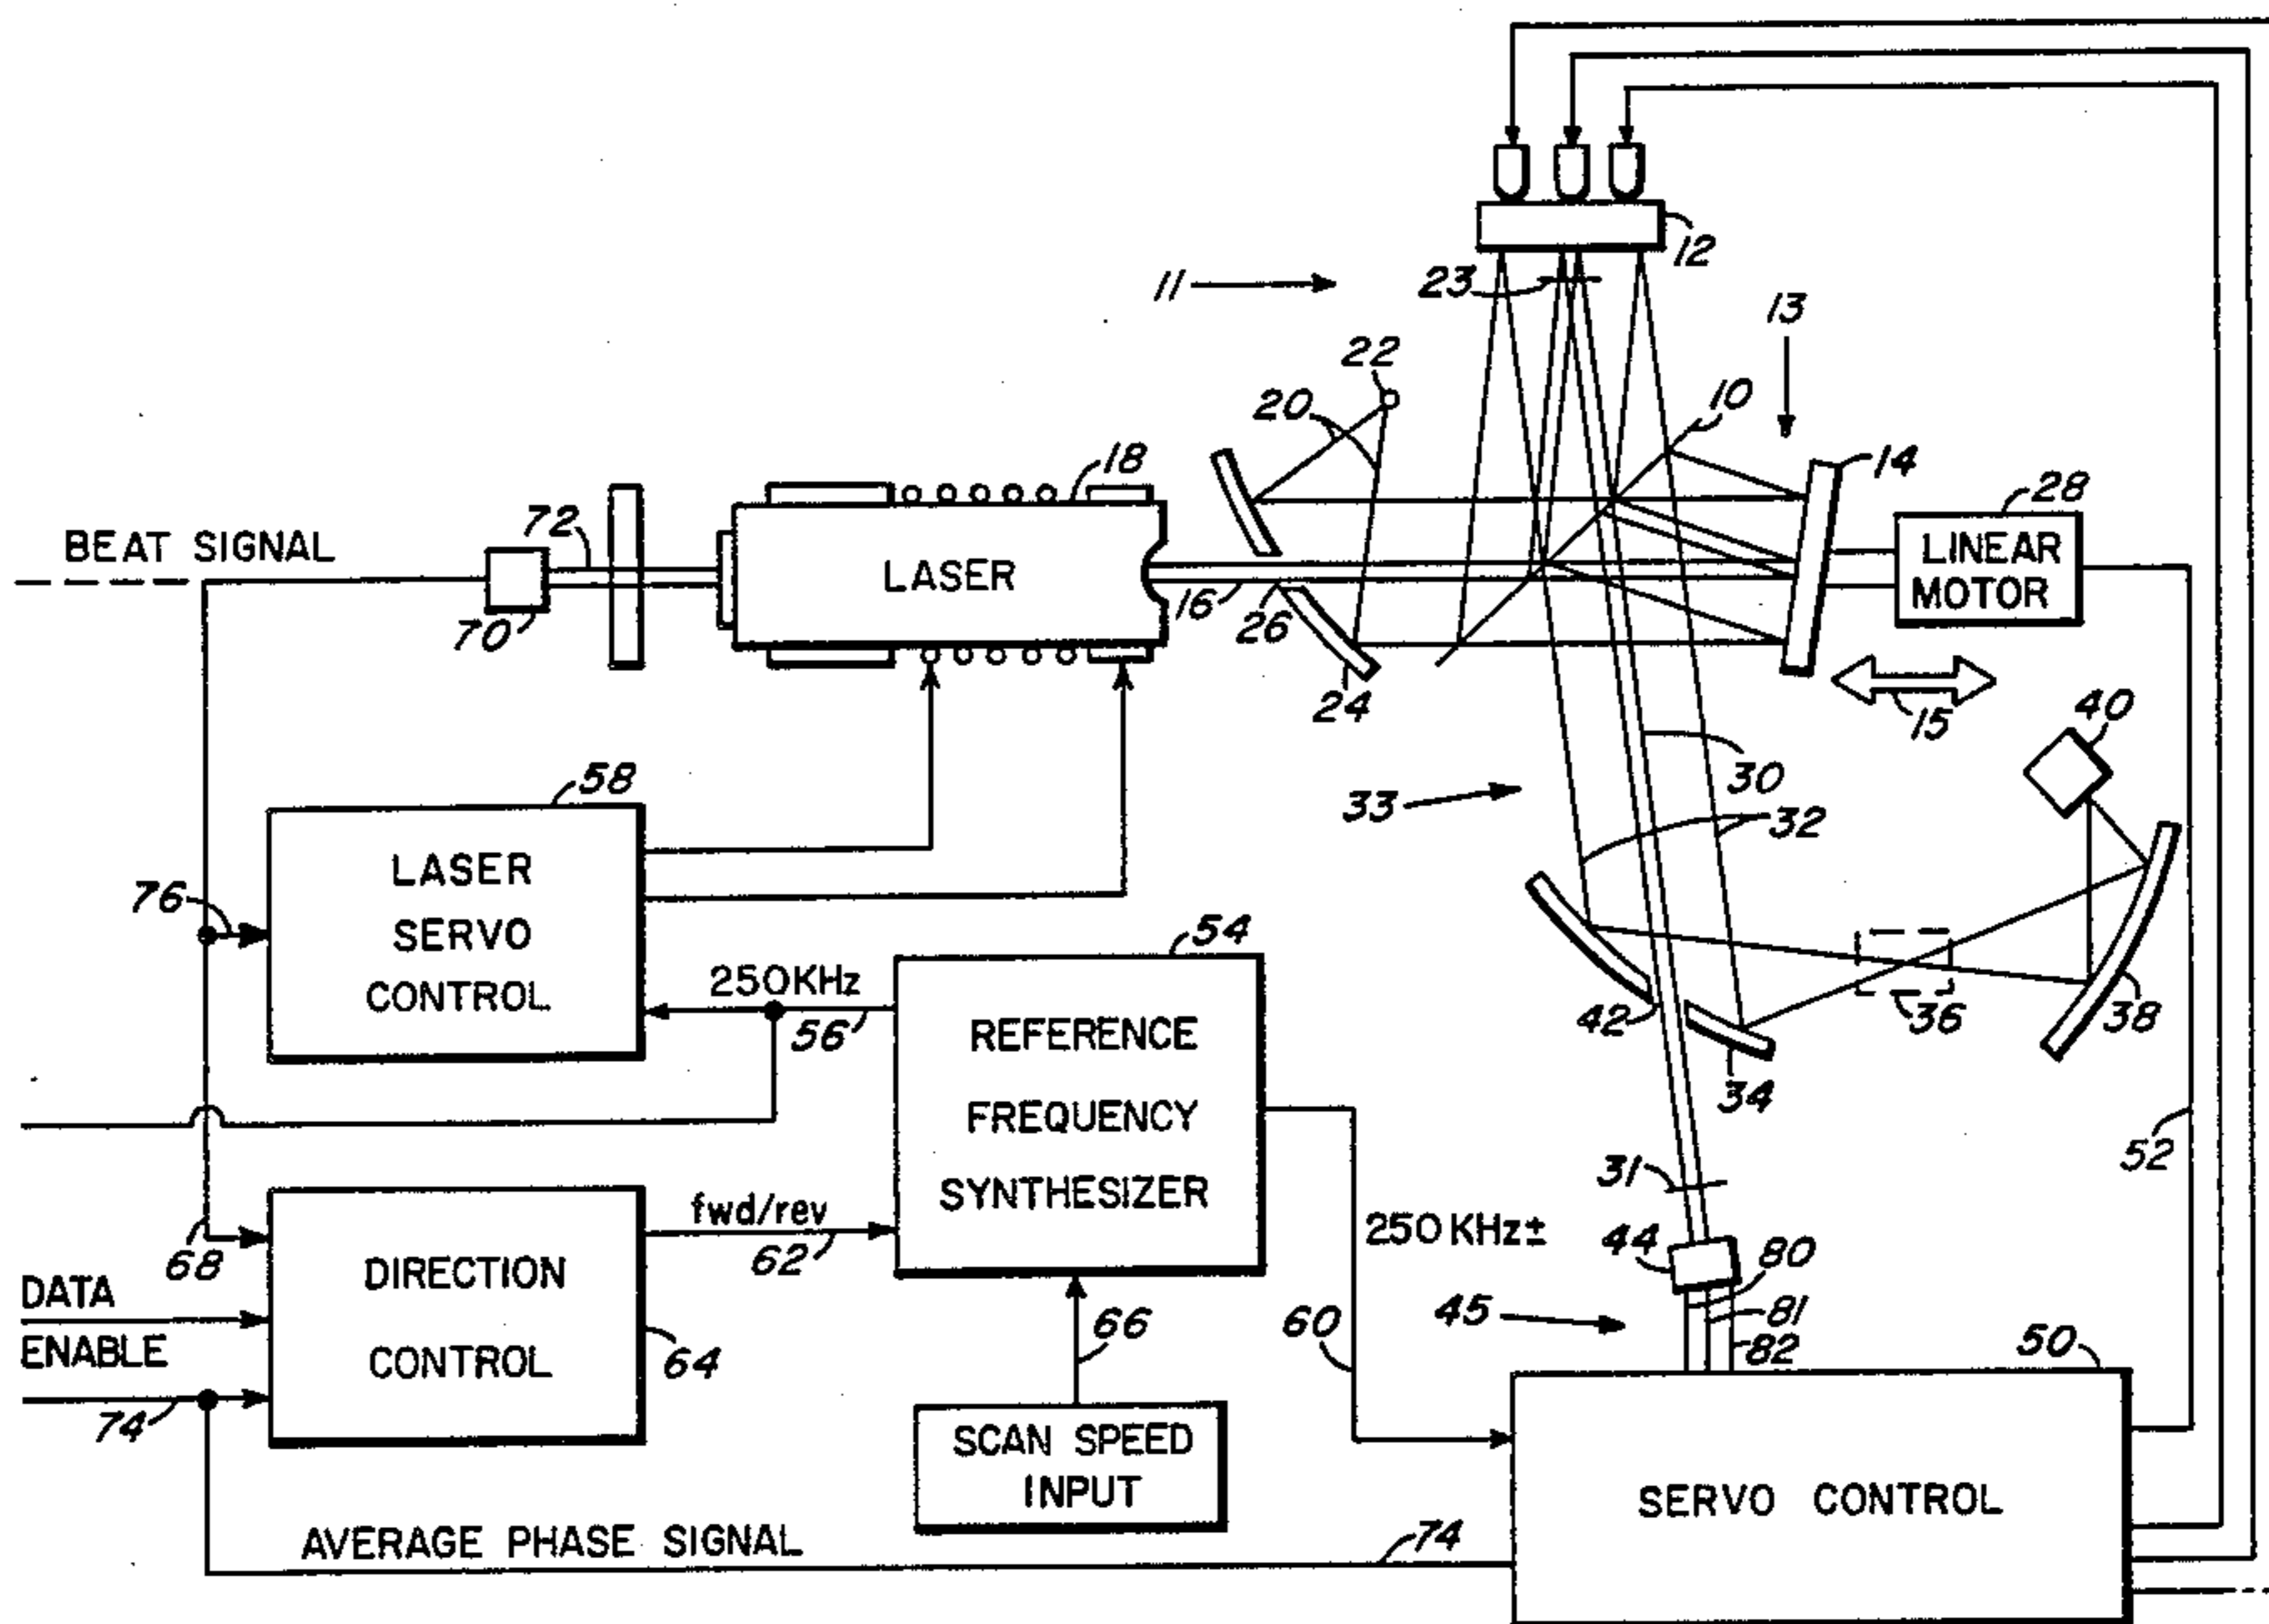 12
11
23
13
22
10
20
18
14
28
72
BEAT SIGNAL
LASER
LINEAR
MOTOR
70
16
26
24
15
40
58
30
33
32
LASER
SERVO
CONTROL
76
54
250KHz
56
42
36
38
34
REFERENCE
FREQUENCY
SYNTHESIZER
52
31
fwd/rev
62
250 KHz±
44
80
68
DATA
ENABLE
DIRECTION
CONTROL
64
66
60
45
81
82
50
74
SCAN SPEED
INPUT
SERVO CONTROL
AVERAGE PHASE SIGNAL
74